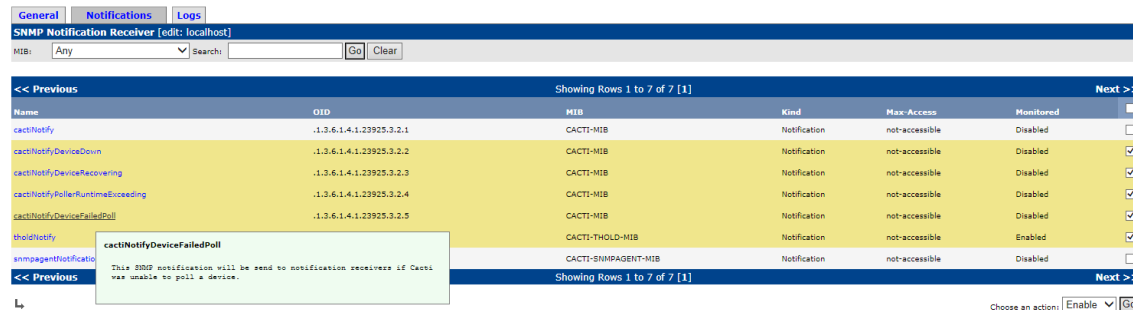 General Notifications Logs
SNMP Notification Receiver [edit: localhost]
MIB: Any Search: Go Clear
<< Previous Showing Rows 1 to 7 of 7 [1] Next >
Name OID MIB Kind Max-Access Monitored
cactiNotify .1.3.6.1.4.1.23925.3.2.1 CACTI-MIB Notification not-accessible Disabled
cactiNotifyDeviceDown .1.3.6.1.4.1.23925.3.2.2 CACTI-MIB Notification not-accessible Disabled
cactiNotifyDeviceRecovering .1.3.6.1.4.1.23925.3.2.3 CACTI-MIB Notification not-accessible Disabled
cactiNotifyPollerRuntimeExceeding .1.3.6.1.4.1.23925.3.2.4 CACTI-MIB Notification not-accessible Disabled
cactiNotifyDeviceFailedPoll .1.3.6.1.4.1.23925.3.2.5 CACTI-MIB Notification not-accessible Disabled
tholdNotify CACTI-THOLD-MIB Notification not-accessible Enabled
snmpagentNotificatio CACTI-SNMPAGENT-MIB Notification not-accessible Disabled
cactiNotifyDeviceFailedPoll
This SNMP notification will be send to notification receivers if Cacti
was unable to poll a device.
<< Previous Showing Rows 1 to 7 of 7 [1] Next >
Choose an action: Enable Go